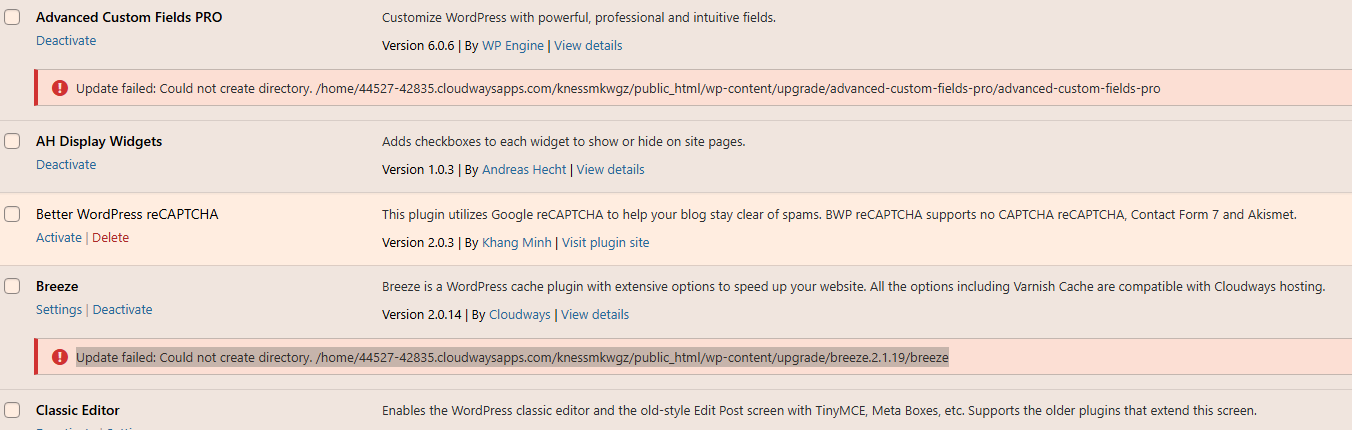 Advanced Custom Fields PRO
Customize WordPress with powerful, professional and intuitive fields.
Deactivate
Version 6.0.6 | By WP Engine | View details
Update failed: Could not create directory. /home/44527-42835.cloudwaysapps.com/knessmkwgz/public_html/wp-content/upgrade/advanced-custom-fields-pro/advanced-custom-fields-pro
AH Display Widgets
Adds checkboxes to each widget to show or hide on site pages.
Deactivate
Version 1.0.3 | By Andreas Hecht | View details
Better WordPress reCAPTCHA
This plugin utilizes Google reCAPTCHA to help your blog stay clear of spams. BWP reCAPTCHA supports no CAPTCHA reCAPTCHA, Contact Form 7 and Akismet.
Activate | Delete
Version 2.0.3 | By Khang Minh | Visit plugin site
Breeze
Breeze is a WordPress cache plugin with extensive options to speed up your website. All the options including Varnish Cache are compatible with Cloudways hosting.
Settings | Deactivate
Version 2.0.14 | By Cloudways | View details
Update failed: Could not create directory. /home/44527-42835.cloudwaysapps.com/knessmkwgz/public_html/wp-content/upgrade/breeze.2.1.19/breeze
Classic Editor
Enables the WordPress classic editor and the old-style Edit Post screen with TinyMCE, Meta Boxes, etc. Supports the older plugins that extend this screen.